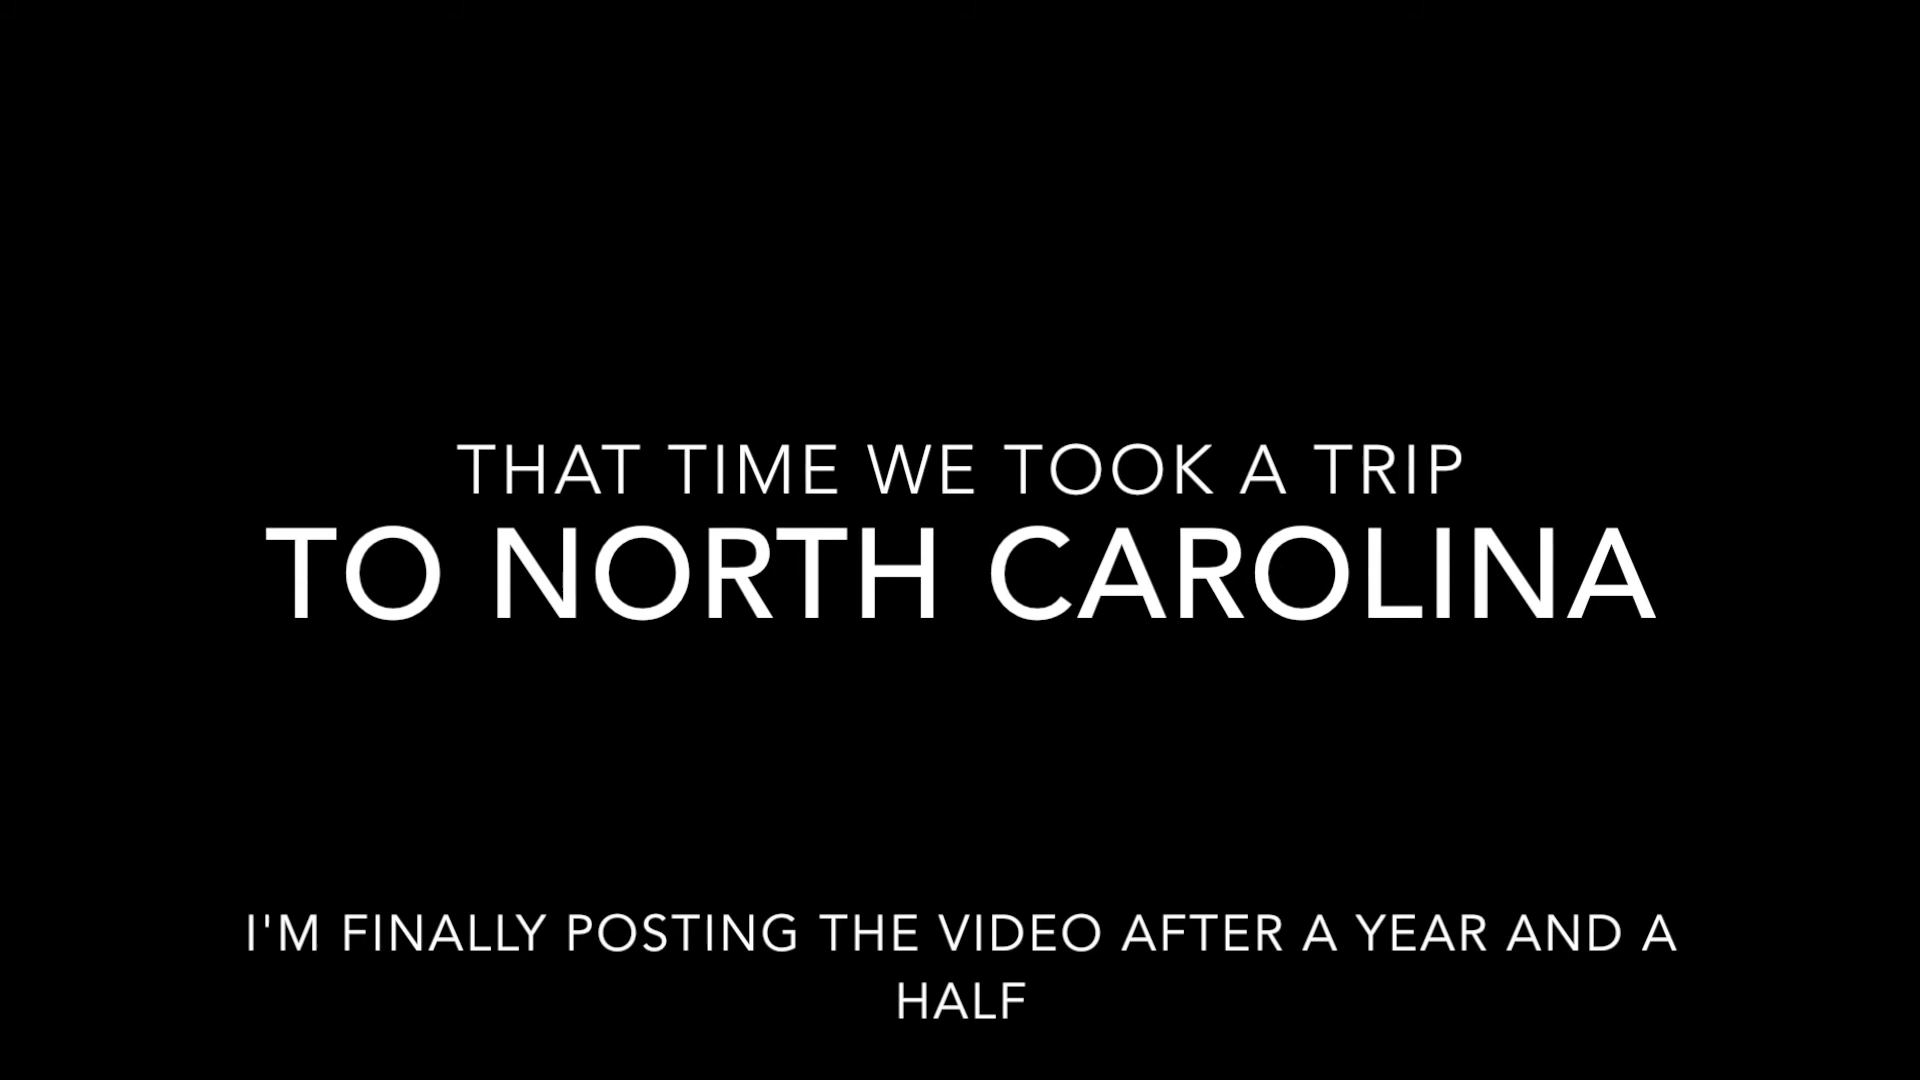 THAT TIME WE TOOK A TRIP
TO NORTH CAROLINA
I'M FINALLY POSTING THE VIDEO AFTER A YEAR AND A
HALF